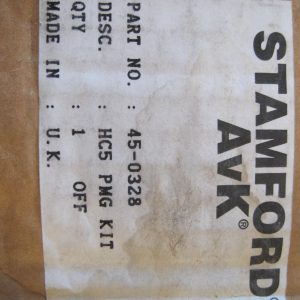 STAMFORD®
AvK®
PART NO. : 45-0328
DESC. : HC5 PMG KIT
QTY : 1 OFF
MADE IN : U.K.